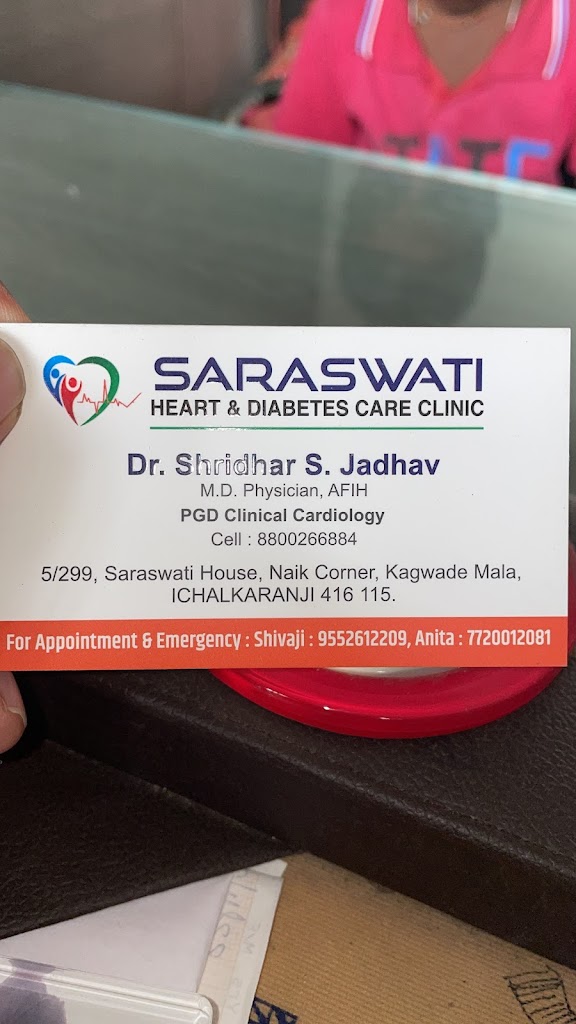 SARASWATI
HEART & DIABETES CARE CLINIC
Dr. Shridhar S. Jadhav
M.D. Physician, AFIH
PGD Clinical Cardiology
Cell : 8800266884
5/299, Saraswati House, Naik Corner, Kagwade Mala,
ICHALKARANJI 416 115.
For Appointment & Emergency : Shivaji : 9552612209, Anita : 7720012081